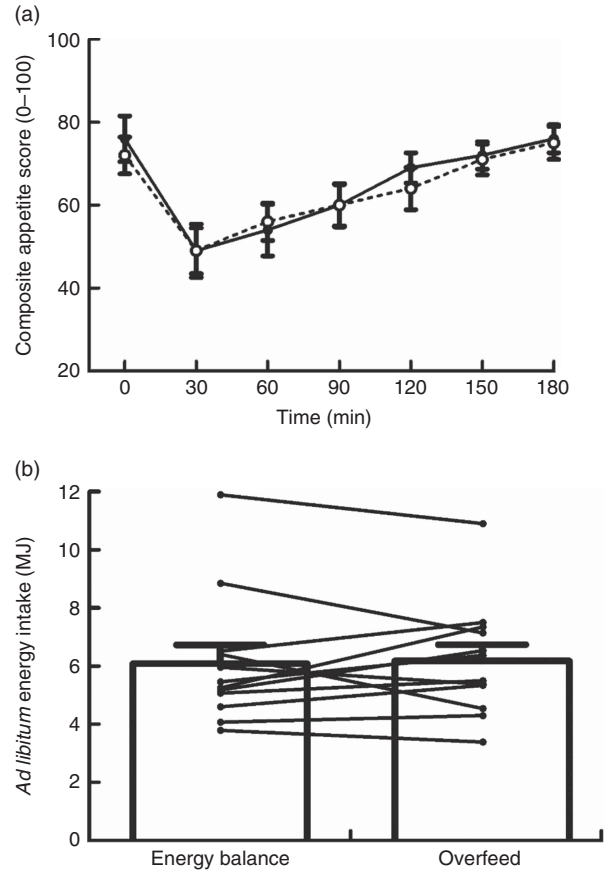 (a)
Composite appetite score (0–100)
100
80
60
40
20
0 30 60 90 120 150 180
Time (min)
(b)
Ad libitum energy intake (MJ)
12
10
8
6
4
2
0
Energy balance Overfeed